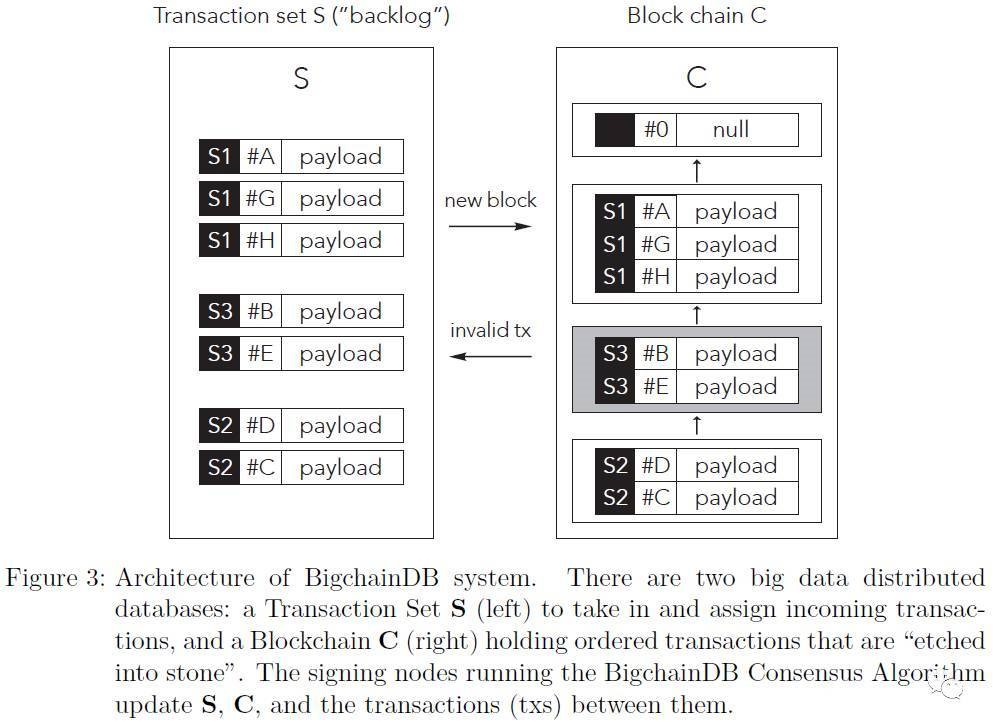 Transaction set S ("backlog")
S
S1 #A payload
S1 #G payload
S1 #H payload
S3 #B payload
S3 #E payload
S2 #D payload
S2 #C payload
new block
invalid tx
Block chain C
C
#0 null
S1 #A payload
S1 #G payload
S1 #H payload
S3 #B payload
S3 #E payload
S2 #D payload
S2 #C payload
Figure 3: Architecture of BigchainDB system. There are two big data distributed
databases: a Transaction Set S (left) to take in and assign incoming transac-
tions, and a Blockchain C (right) holding ordered transactions that are “etched
into stone”. The signing nodes running the BigchainDB Consensus Algorithm
update S, C, and the transactions (txs) between them.